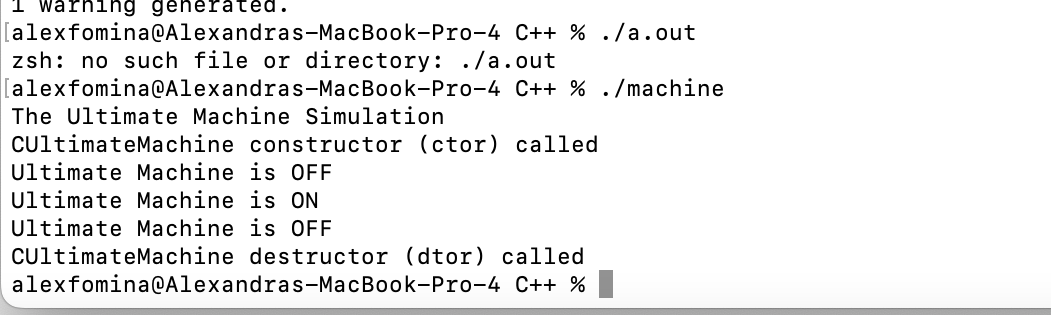 1 warning generated.
[alexfomina@Alexandras-MacBook-Pro-4 C++ % ./a.out
zsh: no such file or directory: ./a.out
[alexfomina@Alexandras-MacBook-Pro-4 C++ % ./machine
The Ultimate Machine Simulation
CUltimateMachine constructor (ctor) called
Ultimate Machine is OFF
Ultimate Machine is ON
Ultimate Machine is OFF
CUltimateMachine destructor (dtor) called
alexfomina@Alexandras-MacBook-Pro-4 C++ %